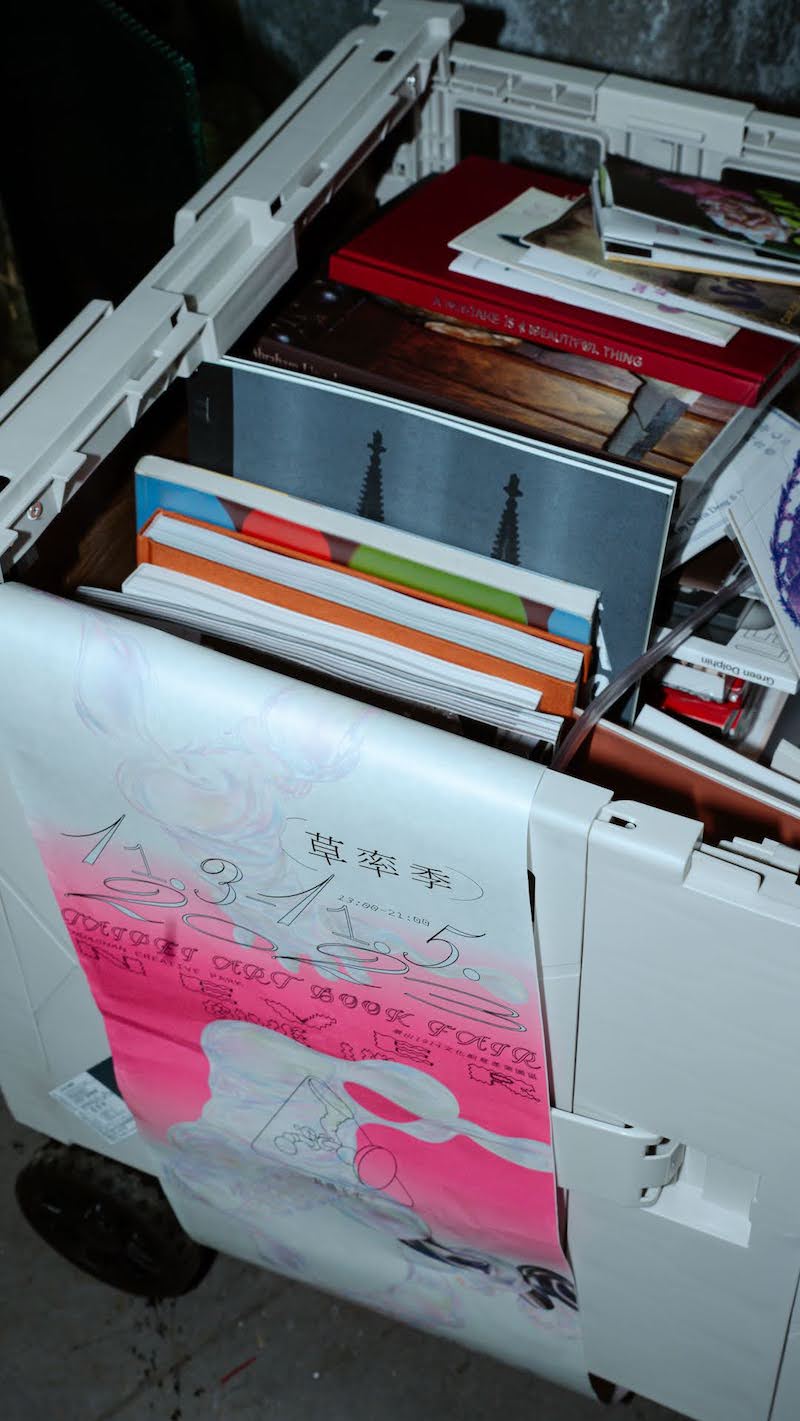 A MISTAKE IS A BEAUTIFUL THING
Green Dolphin
草率季
11.3-11.5.
13:00-21:00
2023
TAIPEI ART BOOK FAIR
HUASHAN CREATIVE PARK
華山1914文化創意產業園區